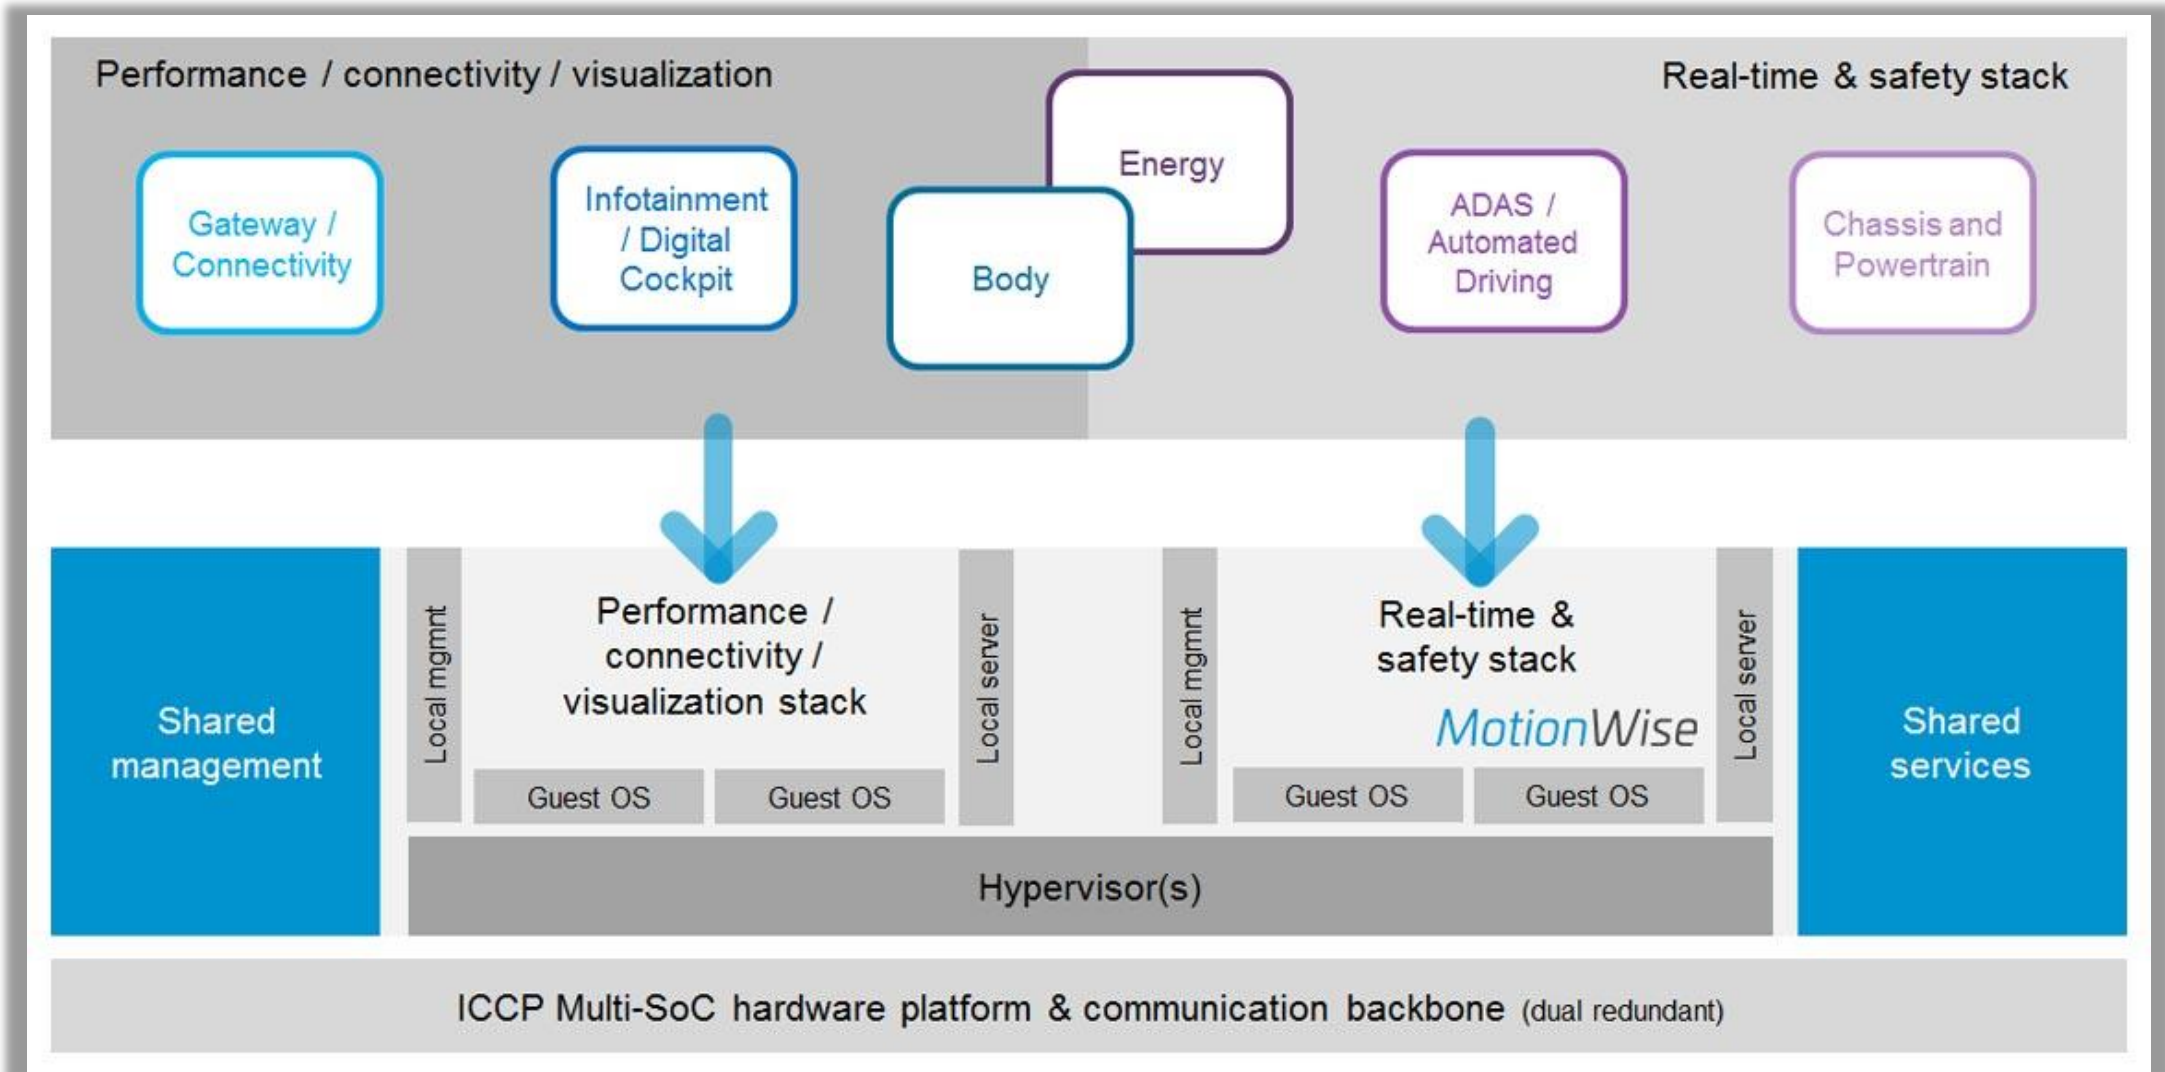 Performance / connectivity / visualization
Real-time & safety stack
Gateway /
Connectivity
Infotainment
/ Digital
Cockpit
Body
Energy
ADAS /
Automated
Driving
Chassis and
Powertrain
Shared
management
Local mgmnt
Performance /
connectivity /
visualization stack
Guest OS
Guest OS
Local server
Local mgmnt
Real-time &
safety stack
MotionWise
Guest OS
Guest OS
Local server
Shared
services
Hypervisor(s)
ICCP Multi-SoC hardware platform & communication backbone (dual redundant)